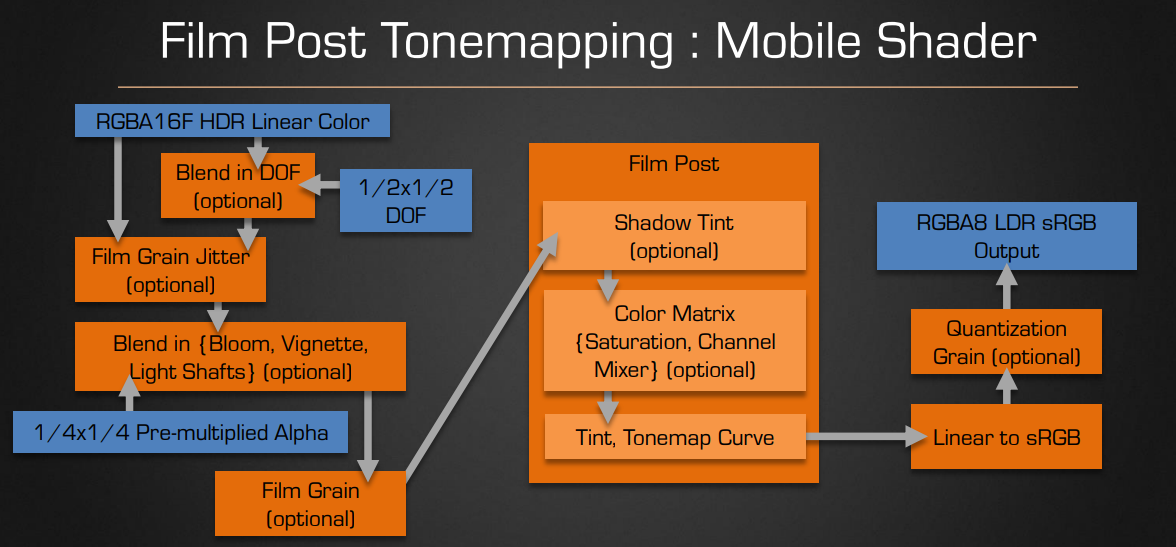 Film Post Tonemapping : Mobile Shader
RGBA16F HDR Linear Color
Blend in DOF
(optional)
1/2x1/2
DOF
Film Grain Jitter
(optional)
Blend in {Bloom, Vignette,
Light Shafts} (optional)
1/4x1/4 Pre-multiplied Alpha
Film Grain
(optional)
Film Post
Shadow Tint
(optional)
Color Matrix
{Saturation, Channel
Mixer} (optional)
Tint, Tonemap Curve
RGBA8 LDR sRGB
Output
Quantization
Grain (optional)
Linear to sRGB